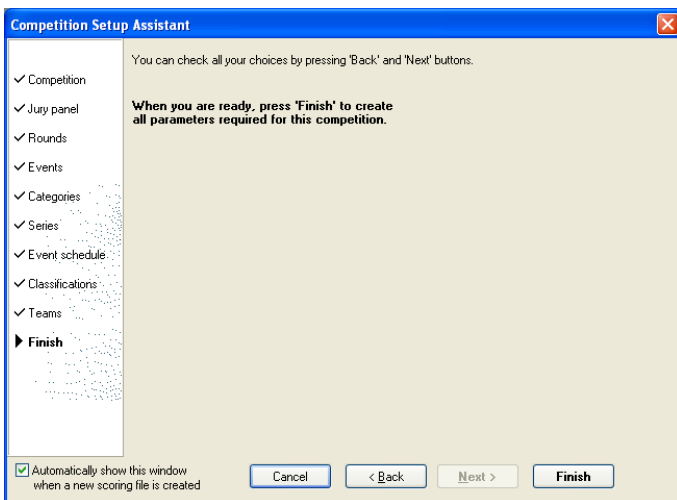 Competition Setup Assistant
You can check all your choices by pressing 'Back' and 'Next' buttons.
Competition
Jury panel
When you are ready, press 'Finish' to create
all parameters required for this competition.
Rounds
Events
Categories
Series
Event schedule
Classifications
Teams
Finish
Automatically show this window
when a new scoring file is created
Cancel
< Back
Next >
Finish